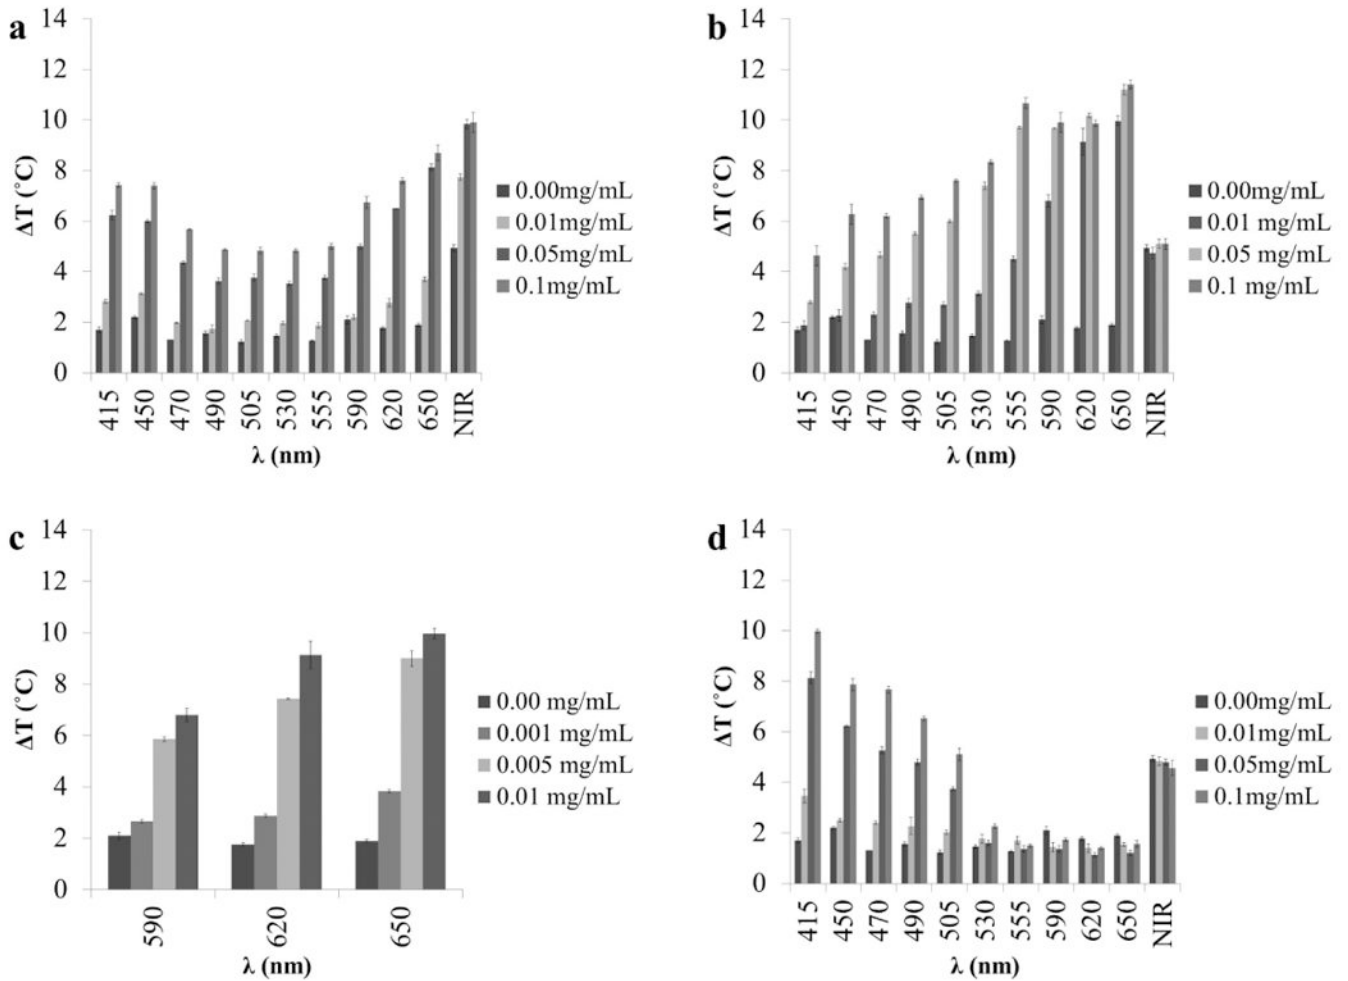 a
14
12
10
8
6
4
2
0
ΔT (˚C)
415 450 470 490 505 530 555 590 620 650 NIR
λ (nm)
0.00mg/mL
0.01mg/mL
0.05mg/mL
0.1mg/mL
b
14
12
10
8
6
4
2
0
ΔT (˚C)
415 450 470 490 505 530 555 590 620 650 NIR
λ (nm)
0.00mg/mL
0.01 mg/mL
0.05 mg/mL
0.1 mg/mL
c
14
12
10
8
6
4
2
0
ΔT (˚C)
590 620 650
λ (nm)
0.00 mg/mL
0.001 mg/mL
0.005 mg/mL
0.01 mg/mL
d
14
12
10
8
6
4
2
0
ΔT (˚C)
415 450 470 490 505 530 555 590 620 650 NIR
λ (nm)
0.00mg/mL
0.01mg/mL
0.05mg/mL
0.1mg/mL